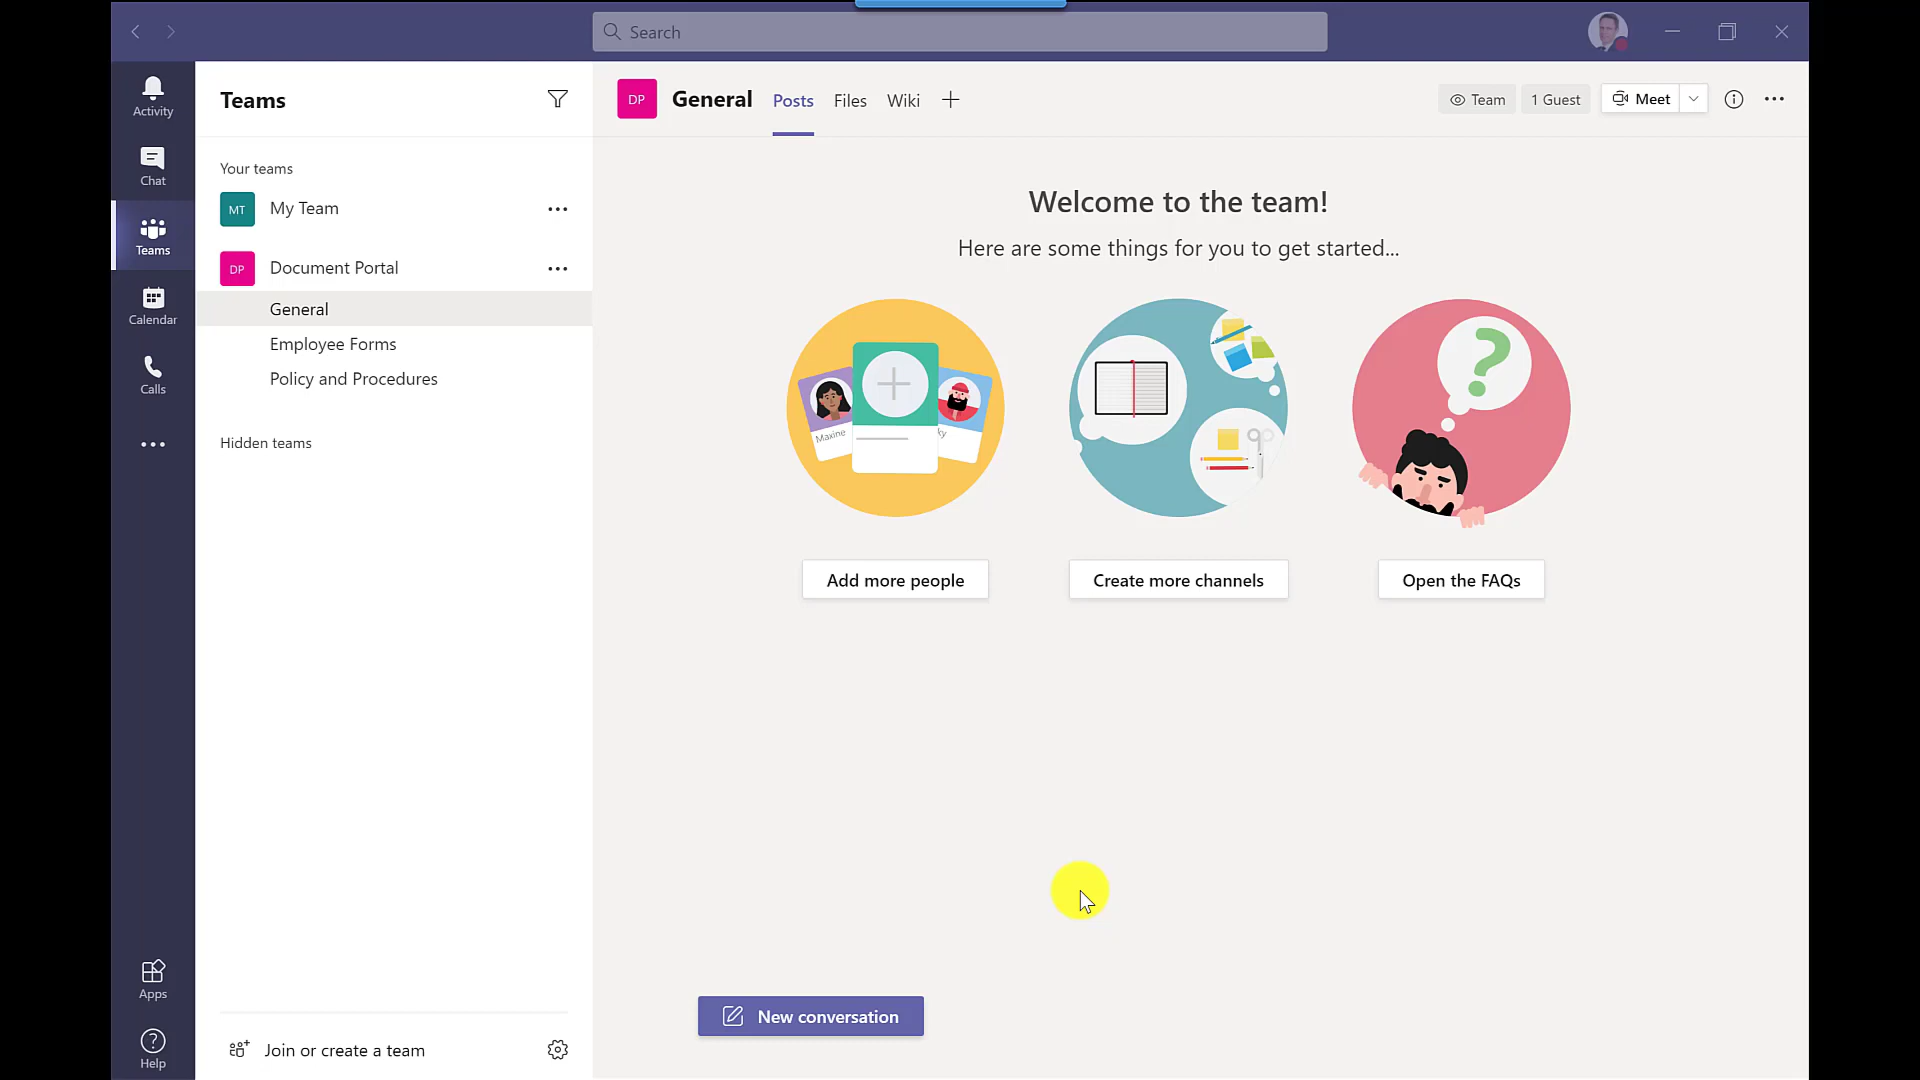 Search
Activity
Chat
Teams
Calendar
Calls
Apps
Help
Teams
Your teams
MT My Team
DP Document Portal
General
Employee Forms
Policy and Procedures
Hidden teams
Join or create a team
DP General Posts Files Wiki
Team 1 Guest Meet
Welcome to the team!
Here are some things for you to get started...
Maxine
ky
Add more people Create more channels Open the FAQs
New conversation